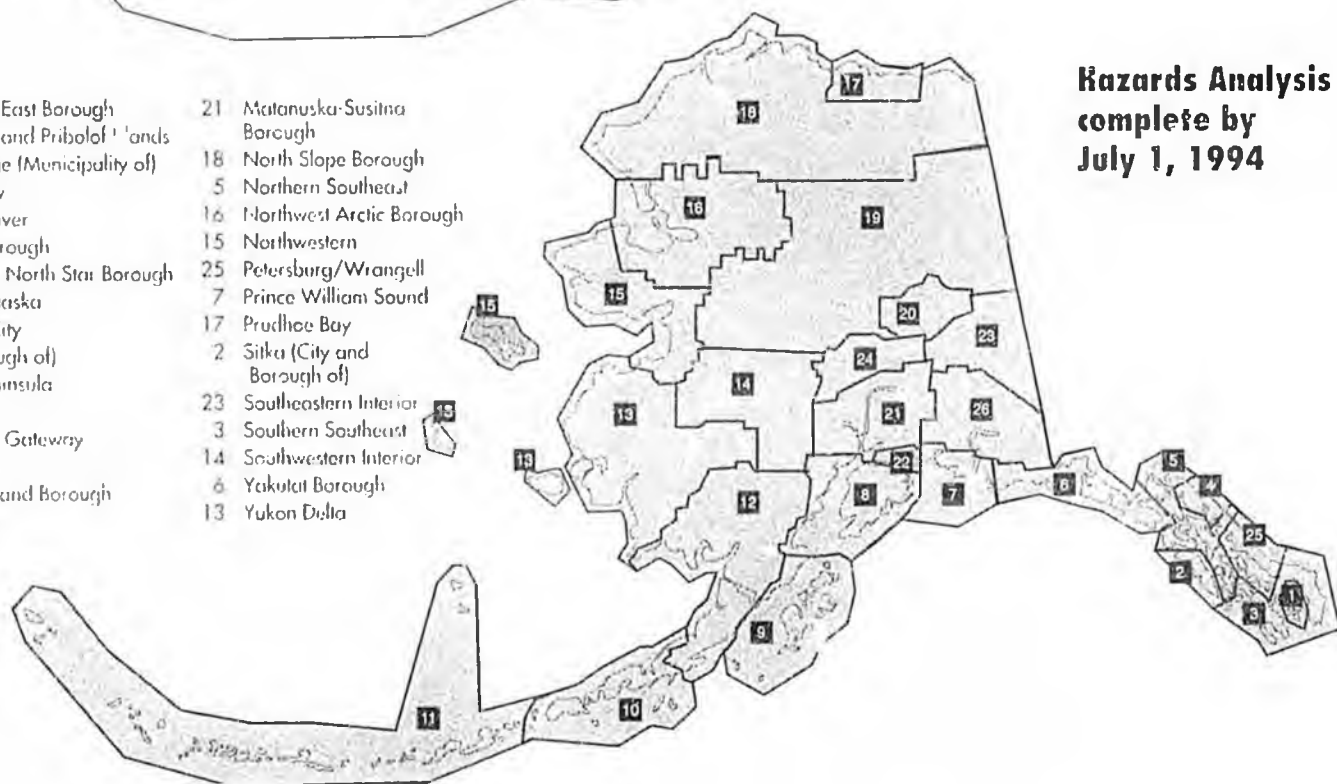 East Borough
and Pribolof
ands
e (Municipality of)
ver
rough
North Star Borough
aska
ity
ugh of)
insula
Gateway
and Borough
21 Matanuska-Susitna
Borough
18 North Slope Borough
5 Northern Southeast
16 Northwest Arctic Borough
15 Northwestern
25 Petersburg/Wrangell
7 Prince William Sound
17 Prudhoe Bay
2 Sitka (City and
Borough of)
23 Southeastern Interior
3 Southern Southeast
14 Southwestern Interior
6 Yakutat Borough
13 Yukon Delta
Hazards Analysis
complete by
July 1, 1994
17
18
16
19
15
15
20
23
24
14
13
21
26
15
13
22
12
8
7
6
5
4
25
2
3
1
9
10
11